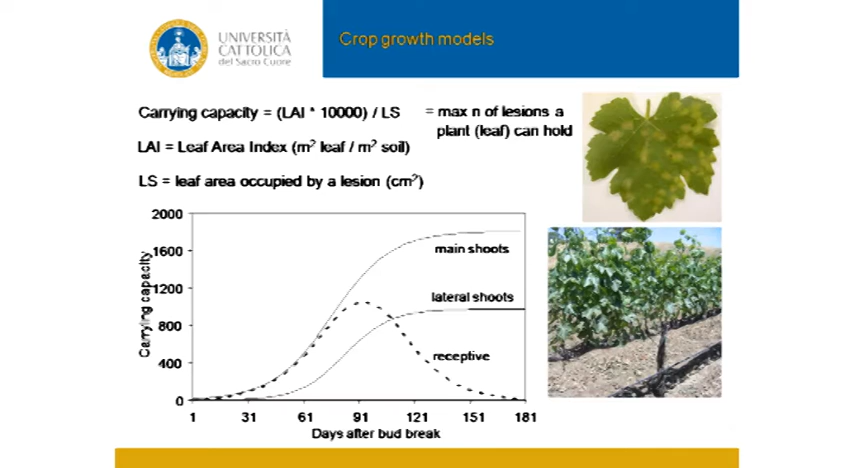 UNIVERSITÀ
CATTOLICA
del Sacro Cuore
Crop growth models
Carrying capacity = (LAI * 10000) / LS = max n of lesions a
plant (leaf) can hold
LAI = Leaf Area Index (m² leaf / m² soil)
LS = leaf area occupied by a lesion (cm²)
Carrying capacity
2000
1600
1200
800
400
0
main shoots
lateral shoots
receptive
1 31 61 91 121 151 181
Days after bud break